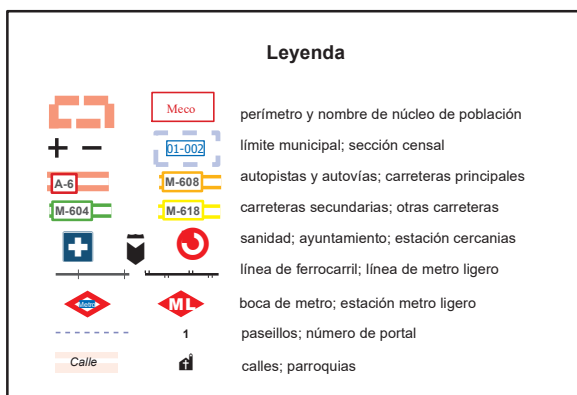 Leyenda
Meco
perímetro y nombre de núcleo de población
01-002
límite municipal; sección censal
A-6
M-608
autopistas y autovías; carreteras principales
M-604
M-618
carreteras secundarias; otras carreteras
sanidad; ayuntamiento; estación cercanias
línea de ferrocarril; línea de metro ligero
Metro
ML
boca de metro; estación metro ligero
1
paseillos; número de portal
Calle
calles; parroquias